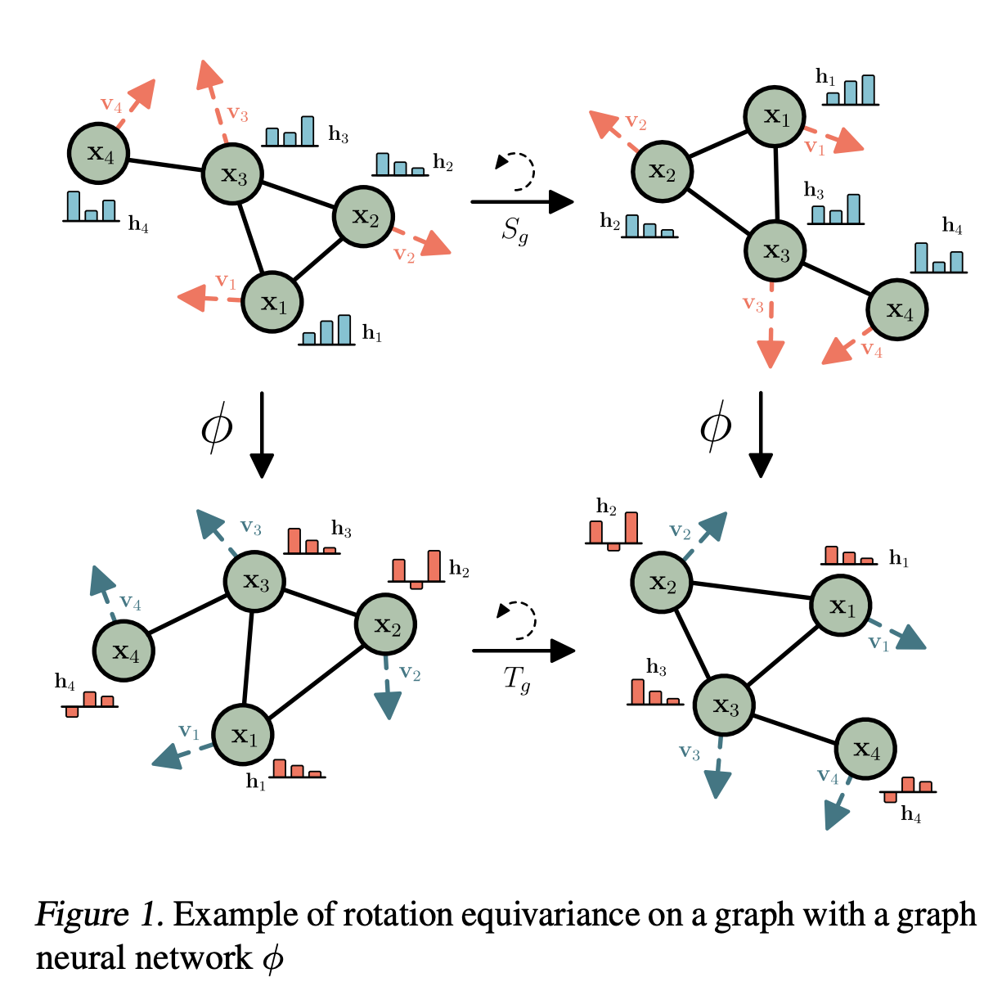 h₁
v₄
v₃
h₃
x₁
v₂
x₄
x₃
h₂
v₁
x₂
h₃
h₂
x₂
h₄
h₄
S_g
x₃
v₂
v₁
v₃
x₁
x₄
h₁
v₄
ϕ
ϕ
h₂
v₃
h₃
v₂
h₂
h₁
x₃
x₂
v₄
x₁
x₂
x₄
v₁
h₄
v₂
T_g
h₃
x₃
v₁
x₁
v₃
x₄
h₁
v₄
h₄
Figure 1. Example of rotation equivariance on a graph with a graph
neural network ϕ